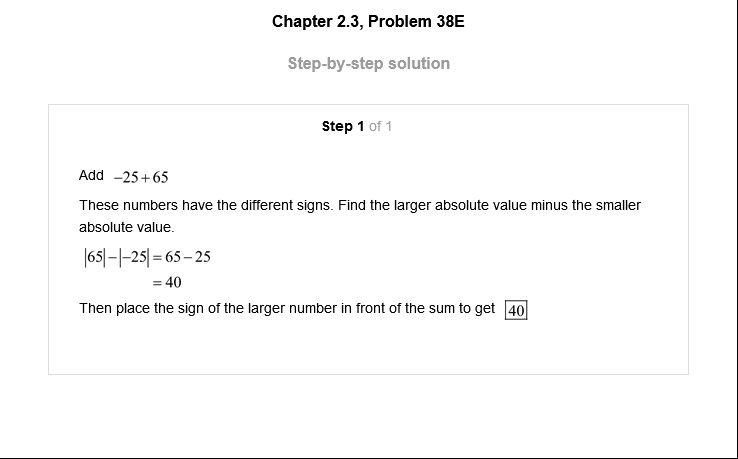 Chapter 2.3, Problem 38E
Step-by-step solution
Step 1 of 1
Add −25+65
These numbers have the different signs. Find the larger absolute value minus the smaller
absolute value.
|65|−|−25| = 65−25
= 40
Then place the sign of the larger number in front of the sum to get 40